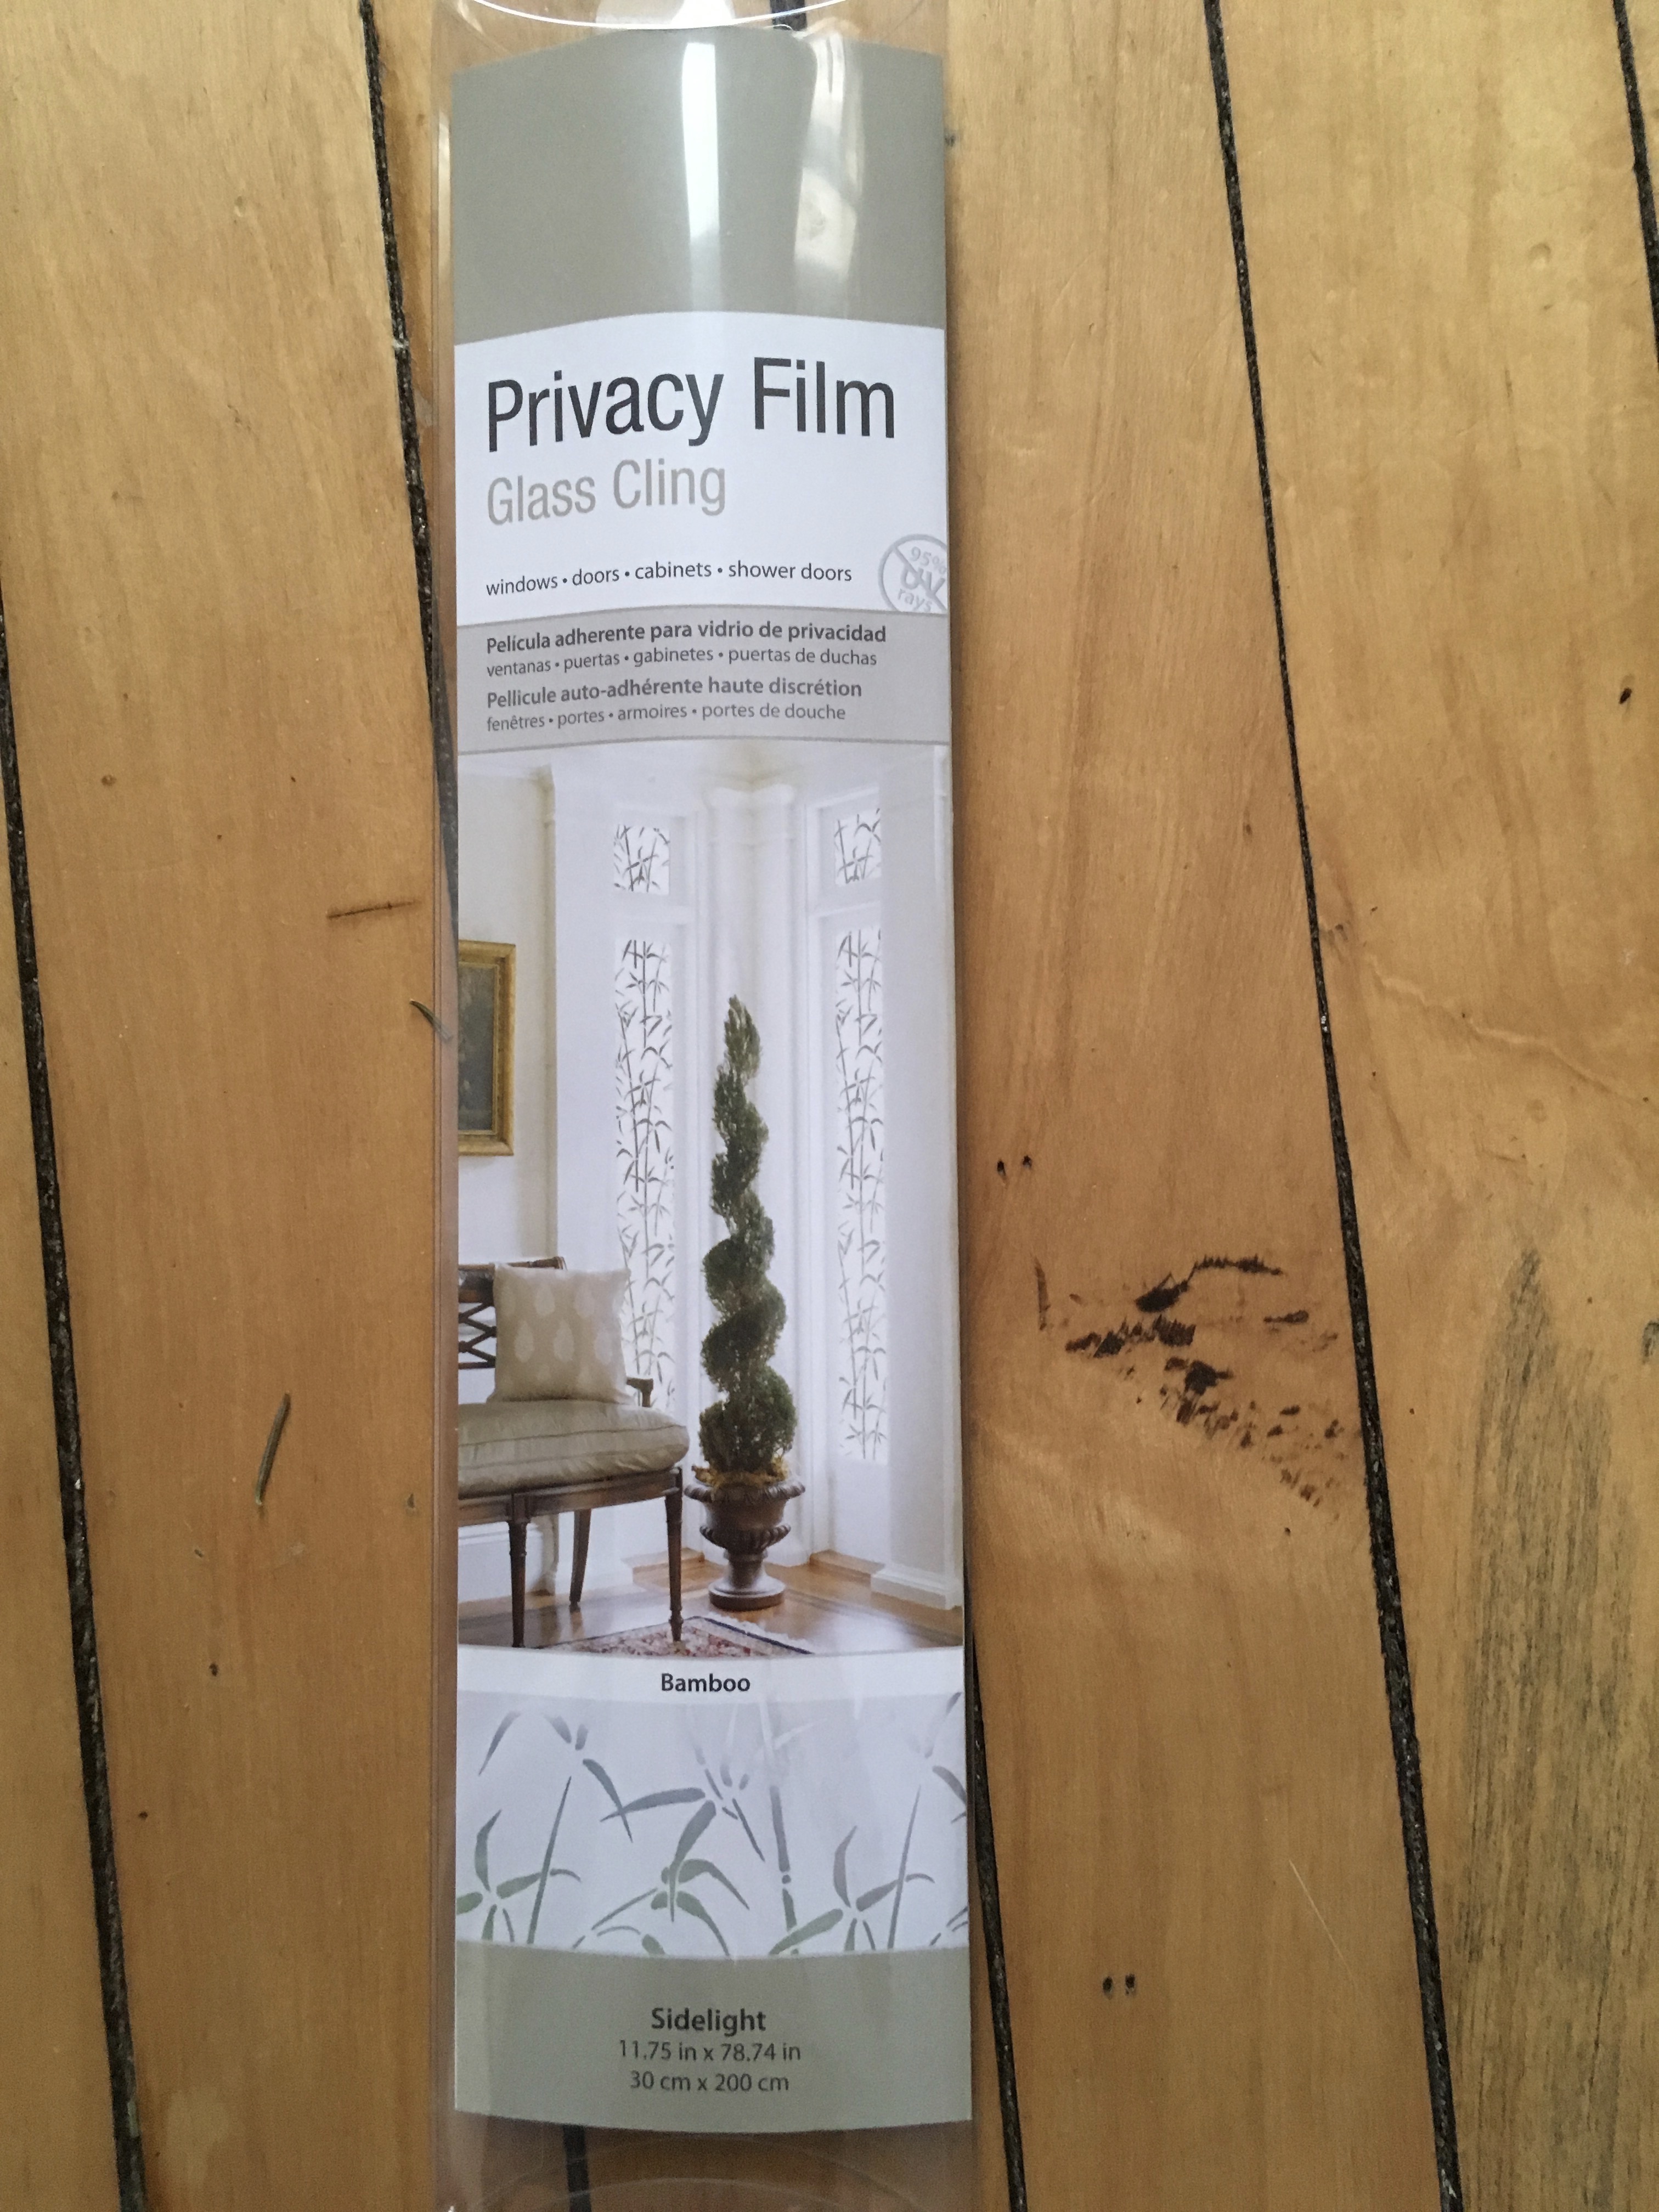 Privacy Film
Glass Cling
windows • doors • cabinets • shower doors
95%
UV
rays
Película adherente para vidrio de privacidad
ventanas • puertas • gabinetes • puertas de duchas
Pellicule auto-adhérente haute discrétion
fenêtres • portes • armoires • portes de douche
Bamboo
Sidelight
11.75 in x 78.74 in
30 cm x 200 cm